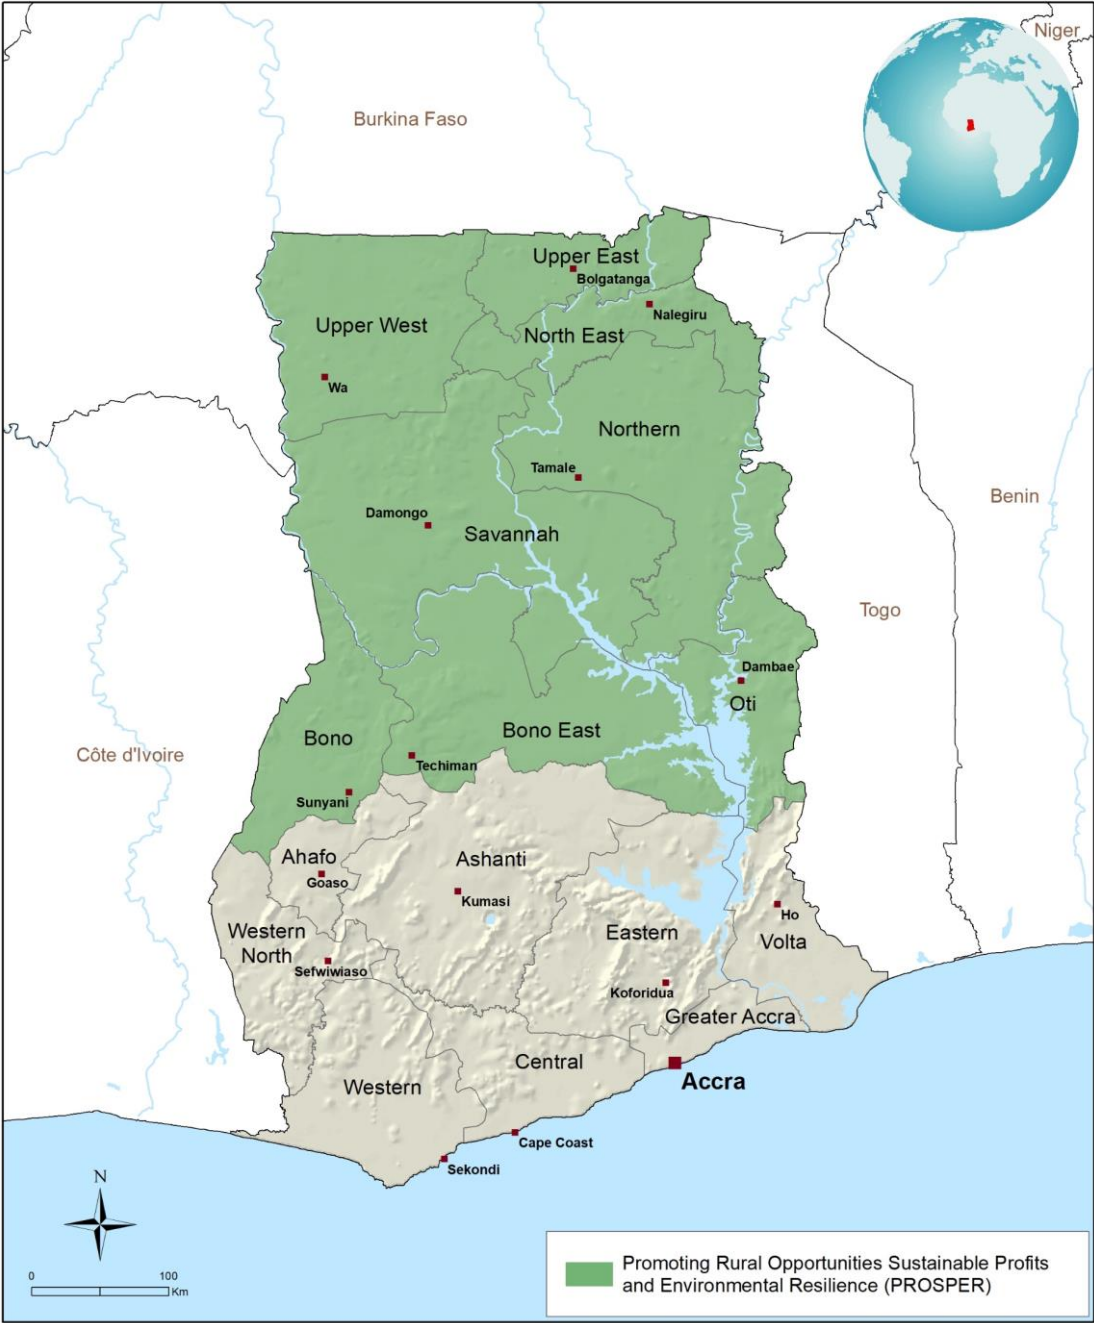 Niger
Burkina Faso
Upper East
Bolgatanga
Nalegiru
Upper West
North East
Wa
Northern
Tamale
Benin
Damongo
Savannah
Togo
Dambae
Oti
Bono East
Bono
Côte d'Ivoire
Techiman
Sunyani
Ahafo
Goaso
Ashanti
Kumasi
Ho
Western
North
Eastern
Volta
Sefwiwiaso
Koforidua
Greater Accra
Central
Western
Accra
Cape Coast
Sekondi
N
0 100
Km
Promoting Rural Opportunities Sustainable Profits
and Environmental Resilience (PROSPER)